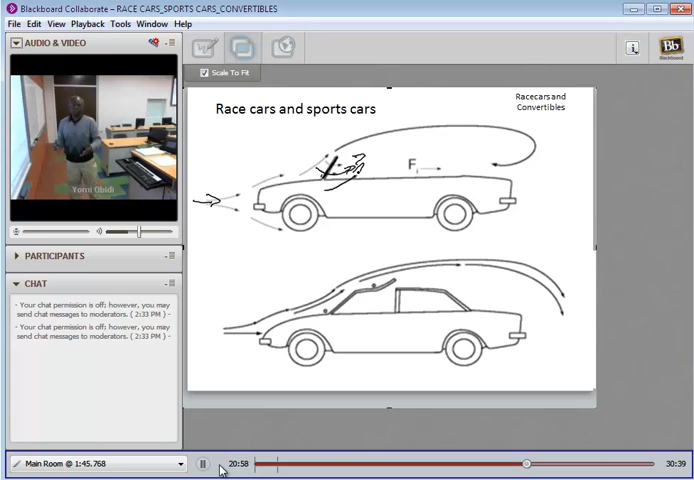 Blackboard Collaborate – RACE CARS_SPORTS CARS_CONVERTIBLES
File Edit View Playback Tools Window Help
AUDIO & VIDEO
Scale To Fit
Bb
Blackboard
Yomi Obidi
Race cars and sports cars
Racecars and
Convertibles
F
PARTICIPANTS
CHAT
- Your chat permission is off; however, you may
send chat messages to moderators. ( 2:33 PM ) -
- Your chat permission is off; however, you may
send chat messages to moderators. ( 2:33 PM ) -
Main Room @ 1:45.768
20:58
30:39